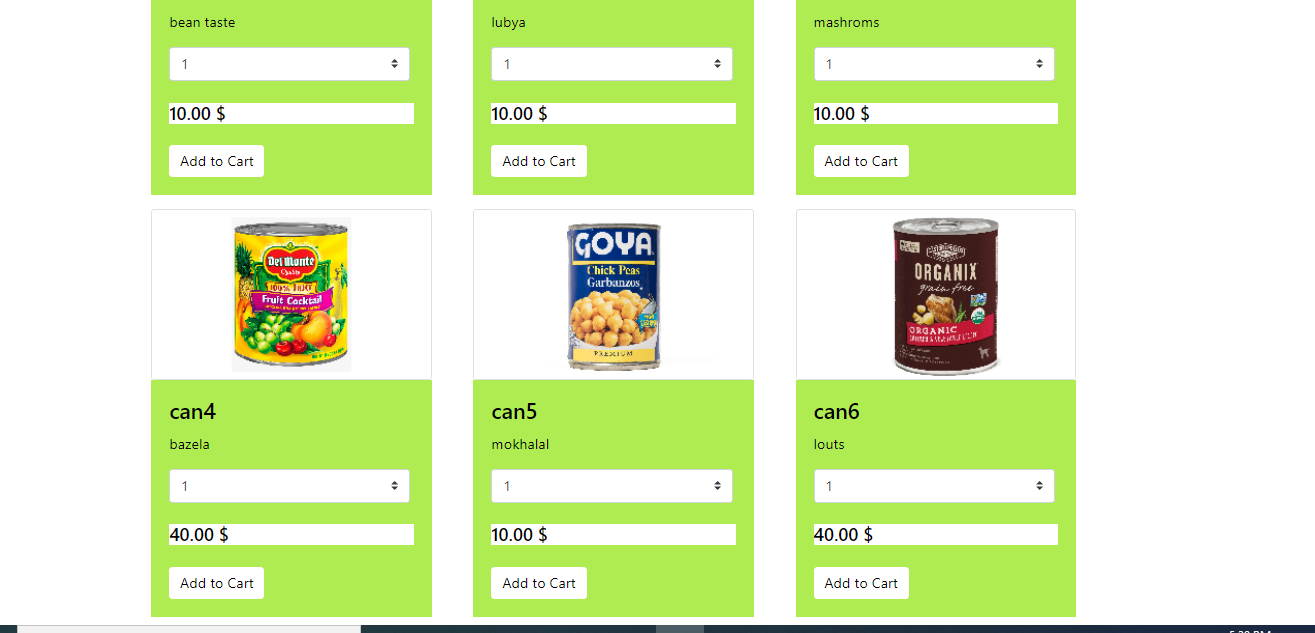 bean taste
lubya
mashroms
1
1
1
10.00 $
10.00 $
10.00 $
Add to Cart
Add to Cart
Add to Cart
Del Monte
Quality
100% JUICE
Fruit Cocktail
GOYA
Chick Peas
Garbanzos
PREMIUM
ORGANIX
grain free
ORGANIC
can4
can5
can6
bazela
mokhalal
louts
1
1
1
40.00 $
10.00 $
40.00 $
Add to Cart
Add to Cart
Add to Cart